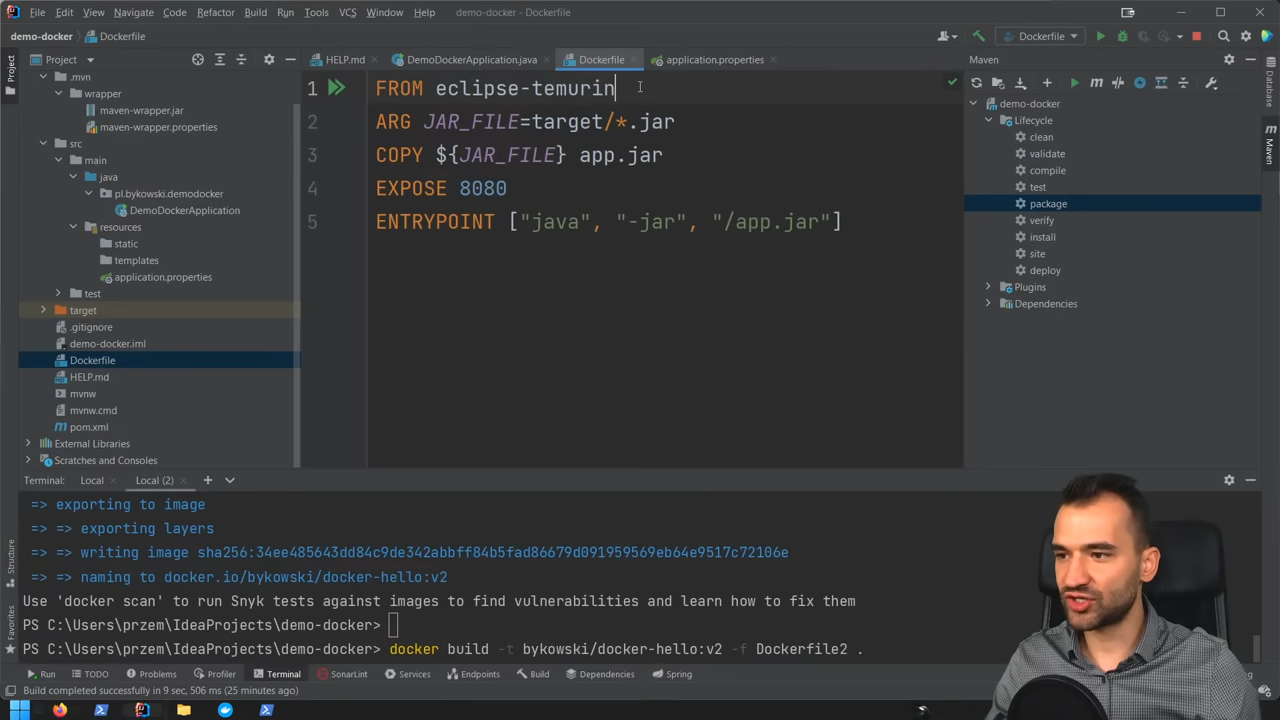 File Edit View Navigate Code Refactor Build Run Tools VCS Window Help demo-docker - Dockerfile
demo-docker Dockerfile
Dockerfile
Project
Project
HELP.md DemoDockerApplication.java Dockerfile application.properties
Maven
Database
Maven
.mvn
wrapper
maven-wrapper.jar
maven-wrapper.properties
src
main
java
pl.bykowski.demodocker
DemoDockerApplication
resources
static
templates
application.properties
test
target
.gitignore
demo-docker.iml
Dockerfile
HELP.md
mvnw
mvnw.cmd
pom.xml
External Libraries
Scratches and Consoles
1 FROM eclipse-temurin
2 ARG JAR_FILE=target/*.jar
3 COPY ${JAR_FILE} app.jar
4 EXPOSE 8080
5 ENTRYPOINT ["java", "-jar", "/app.jar"]
demo-docker
Lifecycle
clean
validate
compile
test
package
verify
install
site
deploy
Plugins
Dependencies
Terminal: Local Local (2)
Structure
Favorites
=> exporting to image
=> => exporting layers
=> => writing image sha256:34ee485643dd84c9de342abbff84b5fad86679d091959569eb64e9517c72106e
=> => naming to docker.io/bykowski/docker-hello:v2
Use 'docker scan' to run Snyk tests against images to find vulnerabilities and learn how to fix them
PS C:\Users\przem\IdeaProjects\demo-docker>
PS C:\Users\przem\IdeaProjects\demo-docker> docker build -t bykowski/docker-hello:v2 -f Dockerfile2 .
Run TODO Problems Profiler Terminal SonarLint Services Endpoints Build Dependencies Spring
Build completed successfully in 9 sec, 506 ms (25 minutes ago)